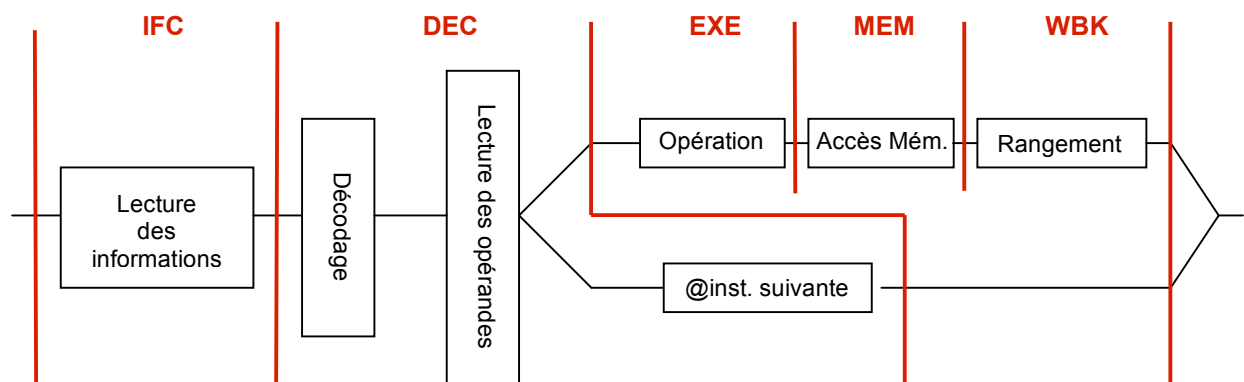 IFC
DEC
EXE
MEM
WBK
Lecture
des
informations
Décodage
Lecture des opérandes
Opération
Accès Mém.
Rangement
@inst. suivante